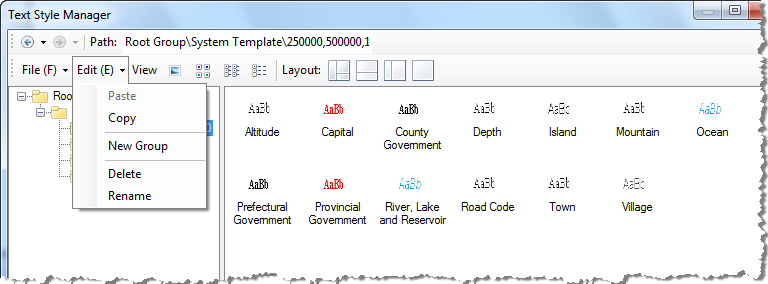 Text Style Manager
Path: Root Group\System Template\250000,500000,1
File (F) Edit (E) View Layout:
Roo
Paste
Copy
New Group
Delete
Rename
AaBb AaBb AaBb AaBb AaBb AaBb AaBb
Altitude Capital County Depth Island Mountain Ocean
Government
AaBb AaBb AaBb AaBb AaBb AaBb
Prefectural Provincial River, Lake Road Code Town Village
Government Government and Reservoir